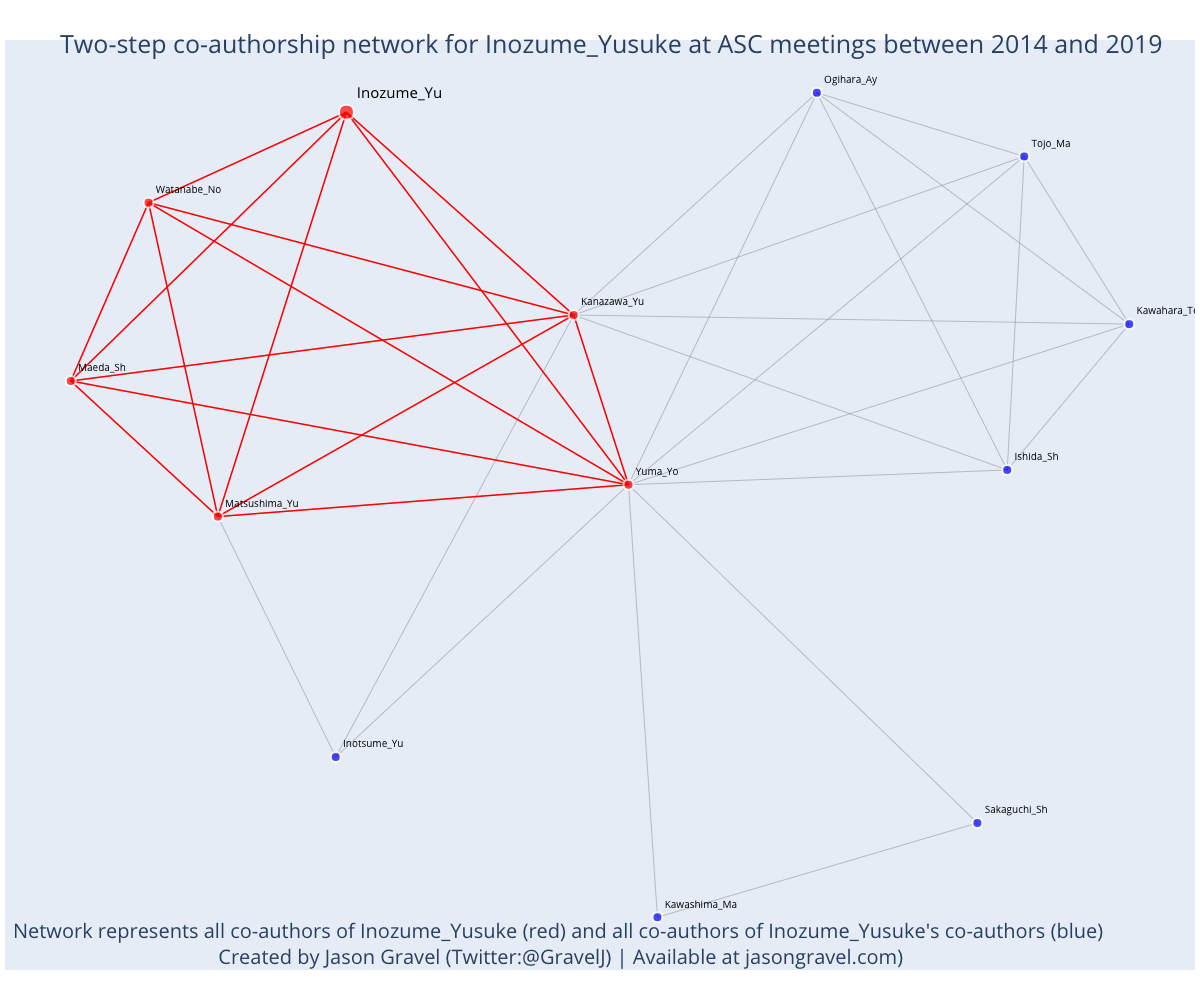 Two-step co-authorship network for Inozume_Yusuke at ASC meetings between 2014 and 2019
Ogihara_Ay
Inozume_Yu
Tojo_Ma
Watanabe_No
Kanazawa_Yu
Kawahara_Te
Maeda_Sh
Ishida_Sh
Yuma_Yo
Matsushima_Yu
Inotsume_Yu
Sakaguchi_Sh
Kawashima_Ma
Network represents all co-authors of Inozume_Yusuke (red) and all co-authors of Inozume_Yusuke's co-authors (blue)
Created by Jason Gravel (Twitter:@GravelJ) | Available at jasongravel.com)